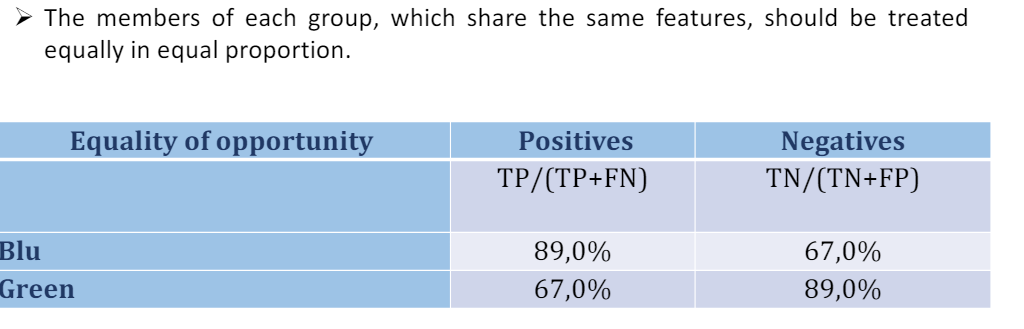 ➢ The members of each group, which share the same features, should be treated
equally in equal proportion.
Equality of opportunity Positives Negatives
TP/(TP+FN) TN/(TN+FP)
Blu 89,0% 67,0%
Green 67,0% 89,0%